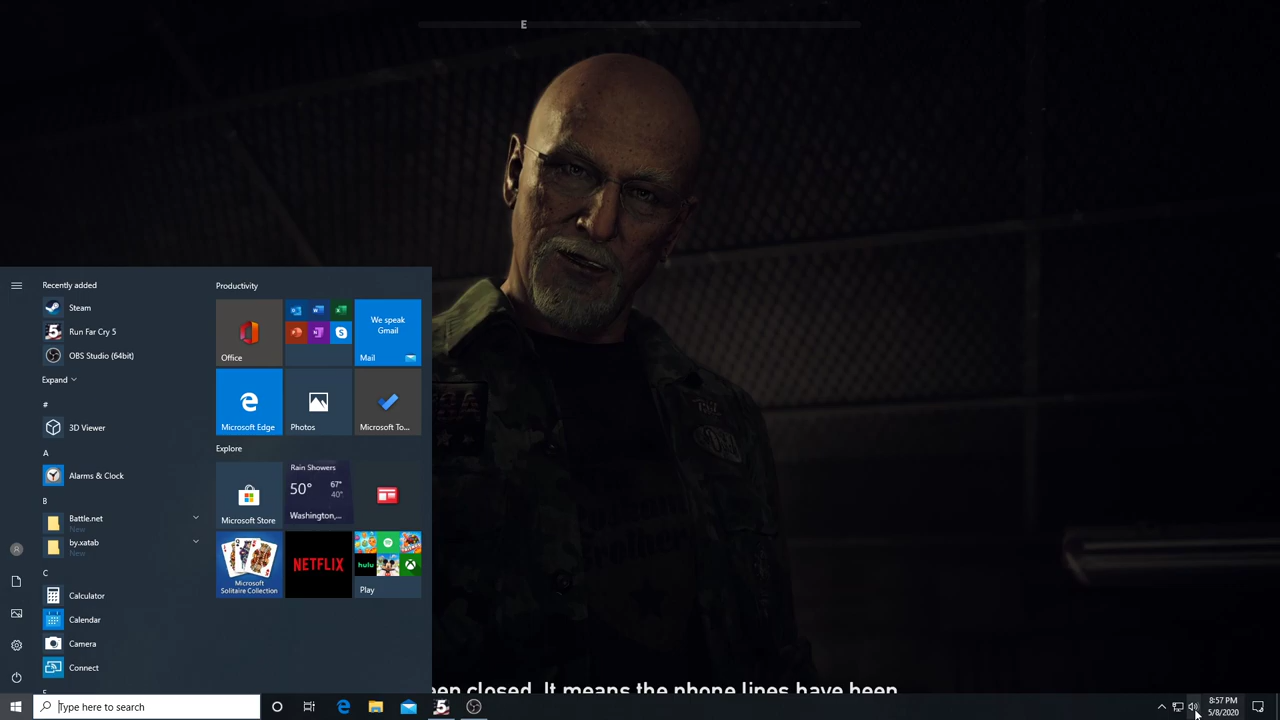 E
Recently added
Steam
Run Far Cry 5
OBS Studio (64bit)
Expand
#
3D Viewer
A
Alarms & Clock
B
Battle.net
New
by.xatab
New
C
Calculator
Calendar
Camera
Connect
Productivity
Office
We speak
Gmail
Mail
Microsoft Edge
Photos
Microsoft To...
Explore
Microsoft Store
Rain Showers
50°
67°
40°
Washington,...
Microsoft
Solitaire Collection
NETFLIX
hulu
Play
een closed. It means the phone lines have been
Type here to search
8:57 PM
5/8/2020